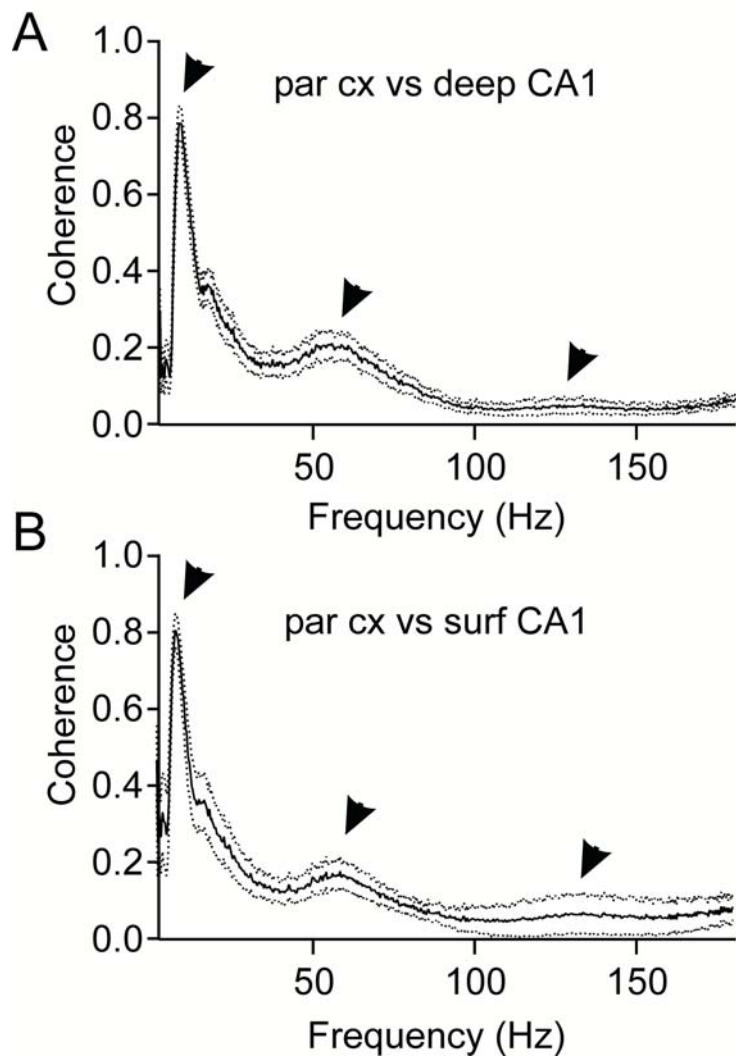 A
par cx vs deep CA1
Coherence
1.0
0.8
0.6
0.4
0.2
0.0
50 100 150
Frequency (Hz)
B
par cx vs surf CA1
Coherence
1.0
0.8
0.6
0.4
0.2
0.0
50 100 150
Frequency (Hz)